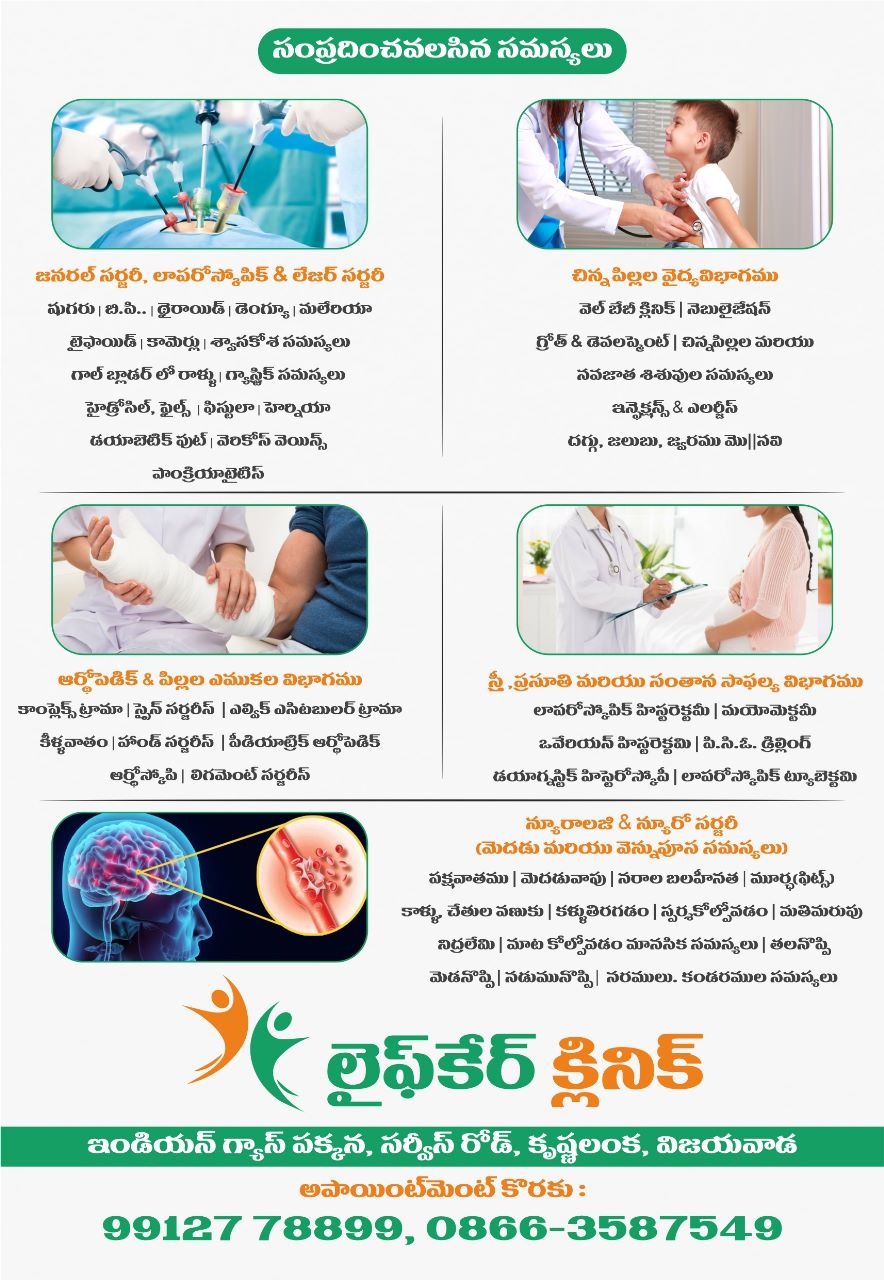 సంప్రదించవలసిన సమస్యలు
జనరల్ సర్జరీ, లాపరోస్కోపిక్ & లేజర్ సర్జరీ
షుగరు | బి.పి.. | థైరాయిడ్ | డెంగ్యూ | మలేరియా
టైఫాయిడ్ | కామెర్లు | శ్వాసకోశ సమస్యలు
గాల్ బ్లాడర్ లో రాళ్ళు | గ్యాస్ట్రిక్ సమస్యలు
హైడ్రోసిల్, ఫైల్స్ | ఫిస్టులా | హెర్నియా
డయాబెటిక్ ఫుట్ | వెరికోస్ వెయిన్స్
పాంక్రియాటైటిస్
చిన్నపిల్లల వైద్యవిభాగము
వెల్ బేబీ క్లినిక్ | నెబులైజేషన్
గ్రోత్ & డెవలప్మెంట్ | చిన్నపిల్లల మరియు
నవజాత శిశువుల సమస్యలు
ఇన్ఫెక్షన్స్ & ఎలర్జీస్
దగ్గు, జలుబు, జ్వరము మొ||నవి
ఆర్థోపెడిక్ & పిల్లల ఎముకల విభాగము
కాంప్లెక్స్ ట్రామా | స్పైన్ సర్జరీస్ | ఎల్విక్ ఎసిటబులర్ ట్రామా
కీళ్ళవాతం | హాండ్ సర్జరీస్ | పీడియాట్రిక్ ఆర్థోపెడిక్
ఆర్థ్రోస్కోపి | లిగమెంట్ సర్జరీస్
స్త్రీ ,ప్రసూతి మరియు సంతాన సాఫల్య విభాగము
లాపరోస్కోపిక్ హిస్టరెక్టమీ | మయోమెక్టమీ
ఒవేరియన్ హిస్టరెక్టమి | పి.సి.ఓ. డ్రిల్లింగ్
డయాగ్నస్టిక్ హిస్టెరోస్కోపీ | లాపరోస్కోపిక్ ట్యూబెక్టమి
న్యూరాలజి & న్యూరో సర్జరీ
(మెదడు మరియు వెన్నుపూస సమస్యలు)
పక్షవాతము | మెదడువాపు | నరాల బలహీనత | మూర్ఛ(ఫిట్స్)
కాళ్ళు, చేతుల వణుకు | కళ్ళుతిరగడం | స్పర్శకోల్పోవడం | మతిమరుపు
నిద్రలేమి | మాట కోల్పోవడం మానసిక సమస్యలు | తలనొప్పి
మెడనొప్పి | నడుమునొప్పి | నరములు. కండరముల సమస్యలు
లైఫ్‌కేర్ క్లినిక్
ఇండియన్ గ్యాస్ పక్కన, సర్వీస్ రోడ్, కృష్ణలంక, విజయవాడ
అపాయింట్‌మెంట్ కొరకు :
99127 78899, 0866-3587549